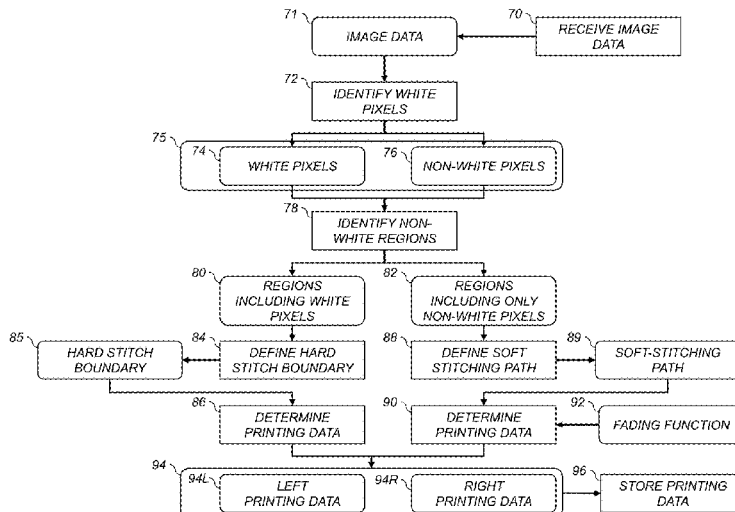 71
IMAGE DATA
70
RECEIVE IMAGE
DATA
72
IDENTIFY WHITE
PIXELS
75
74
WHITE PIXELS
76
NON-WHITE PIXELS
78
IDENTIFY NON-
WHITE REGIONS
80
REGIONS
INCLUDING WHITE
PIXELS
82
REGIONS
INCLUDING ONLY
NON-WHITE PIXELS
85
HARD STITCH
BOUNDARY
84
DEFINE HARD
STITCH BOUNDARY
88
DEFINE SOFT
STITCHING PATH
89
SOFT-STITCHING
PATH
86
DETERMINE
PRINTING DATA
90
DETERMINE
PRINTING DATA
92
FADING FUNCTION
94
94L
LEFT
PRINTING DATA
94R
RIGHT
PRINTING DATA
96
STORE PRINTING
DATA